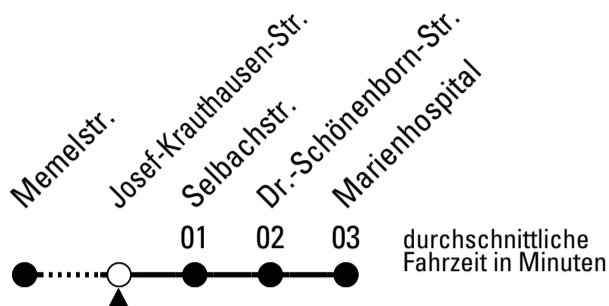 Memelstr.
Josef-Krauthausen-Str.
Selbachstr.
Dr.-Schönenborn-Str.
Marienhospital
01 02 03
durchschnittliche
Fahrzeit in Minuten